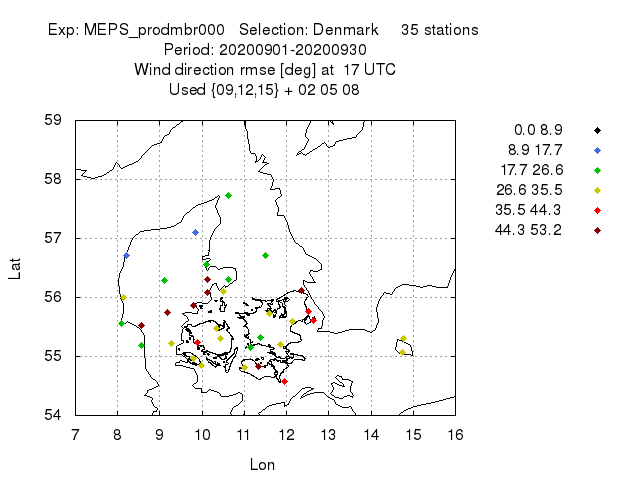 Exp: MEPS_prodmbr000 Selection: Denmark 35 stations
Period: 20200901-20200930
Wind direction rmse [deg] at 17 UTC
Used {09,12,15} + 02 05 08
0.0 8.9
8.9 17.7
17.7 26.6
26.6 35.5
35.5 44.3
44.3 53.2
59
58
57
56
55
54
Lat
7 8 9 10 11 12 13 14 15 16
Lon